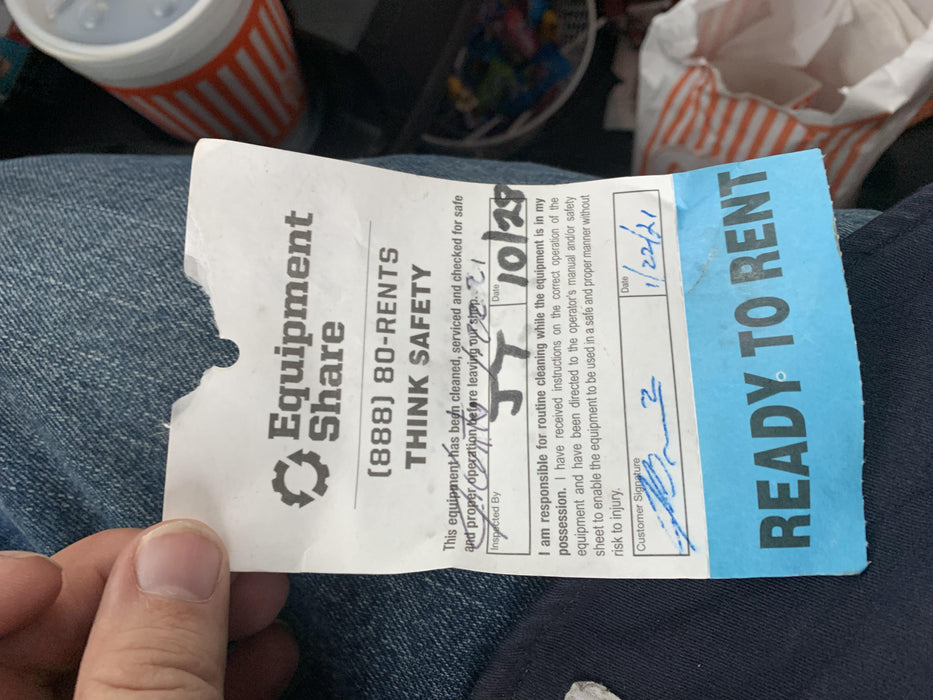 Equipment
Share
(888) 80-RENTS
THINK SAFETY
This equipment has been cleaned, serviced and checked for safe
and proper operation before leaving our shop.
Inspected By
JT
Date
10/28
I am responsible for routine cleaning while the equipment is in my
possession. I have received instructions on the correct operation of the
equipment and have been directed to the operator's manual and/or safety
sheet to enable the equipment to be used in a safe and proper manner without
risk to injury.
Customer Signature
Date
1/22/21
READY TO RENT